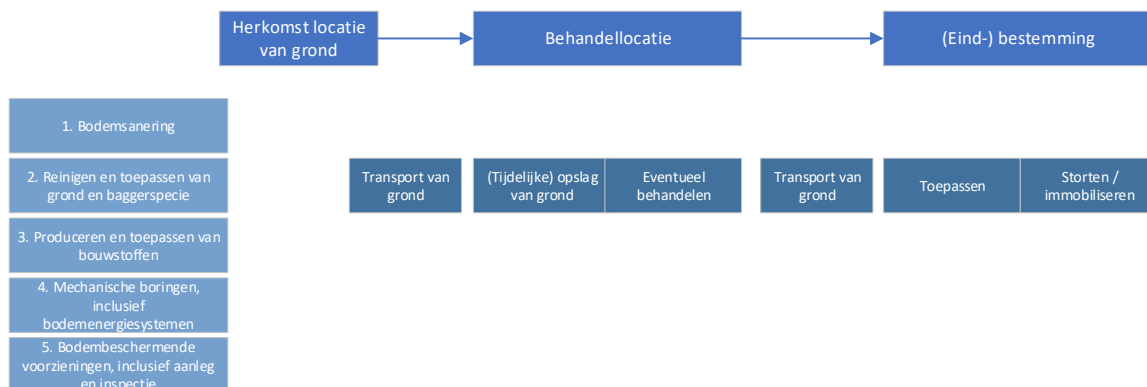 Herkomst locatie
van grond
Behandellocatie
(Eind-) bestemming
1. Bodemsanering
2. Reinigen en toepassen van
grond en baggerspecie
Transport van
grond
(Tijdelijke) opslag
van grond
Eventueel
behandelen
Transport van
grond
Toepassen
Storten /
immobiliseren
3. Produceren en toepassen van
bouwstoffen
4. Mechanische boringen,
inclusief
bodemenergiesystemen
5. Bodembeschermende
voorzieningen, inclusief aanleg
en inspectie